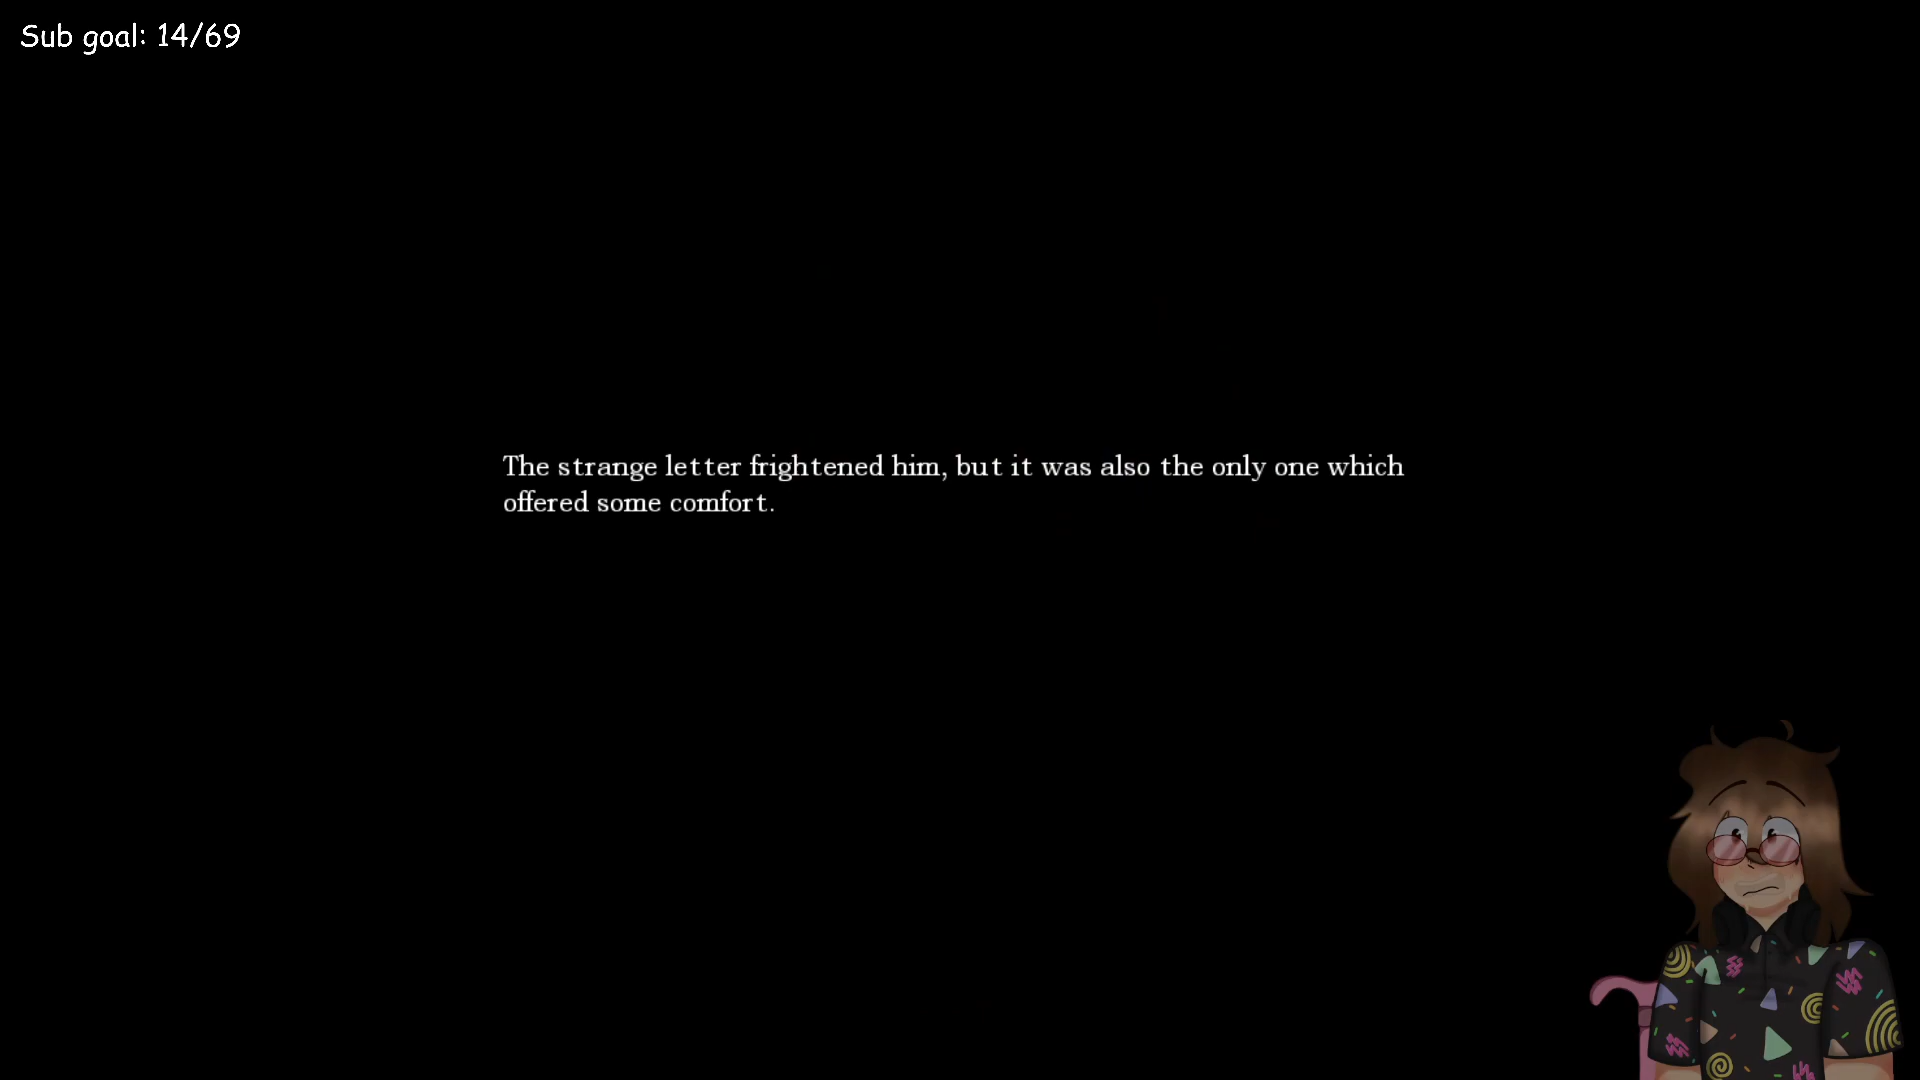 Sub goal: 14/69
The strange letter frightened him, but it was also the only one which
offered some comfort.